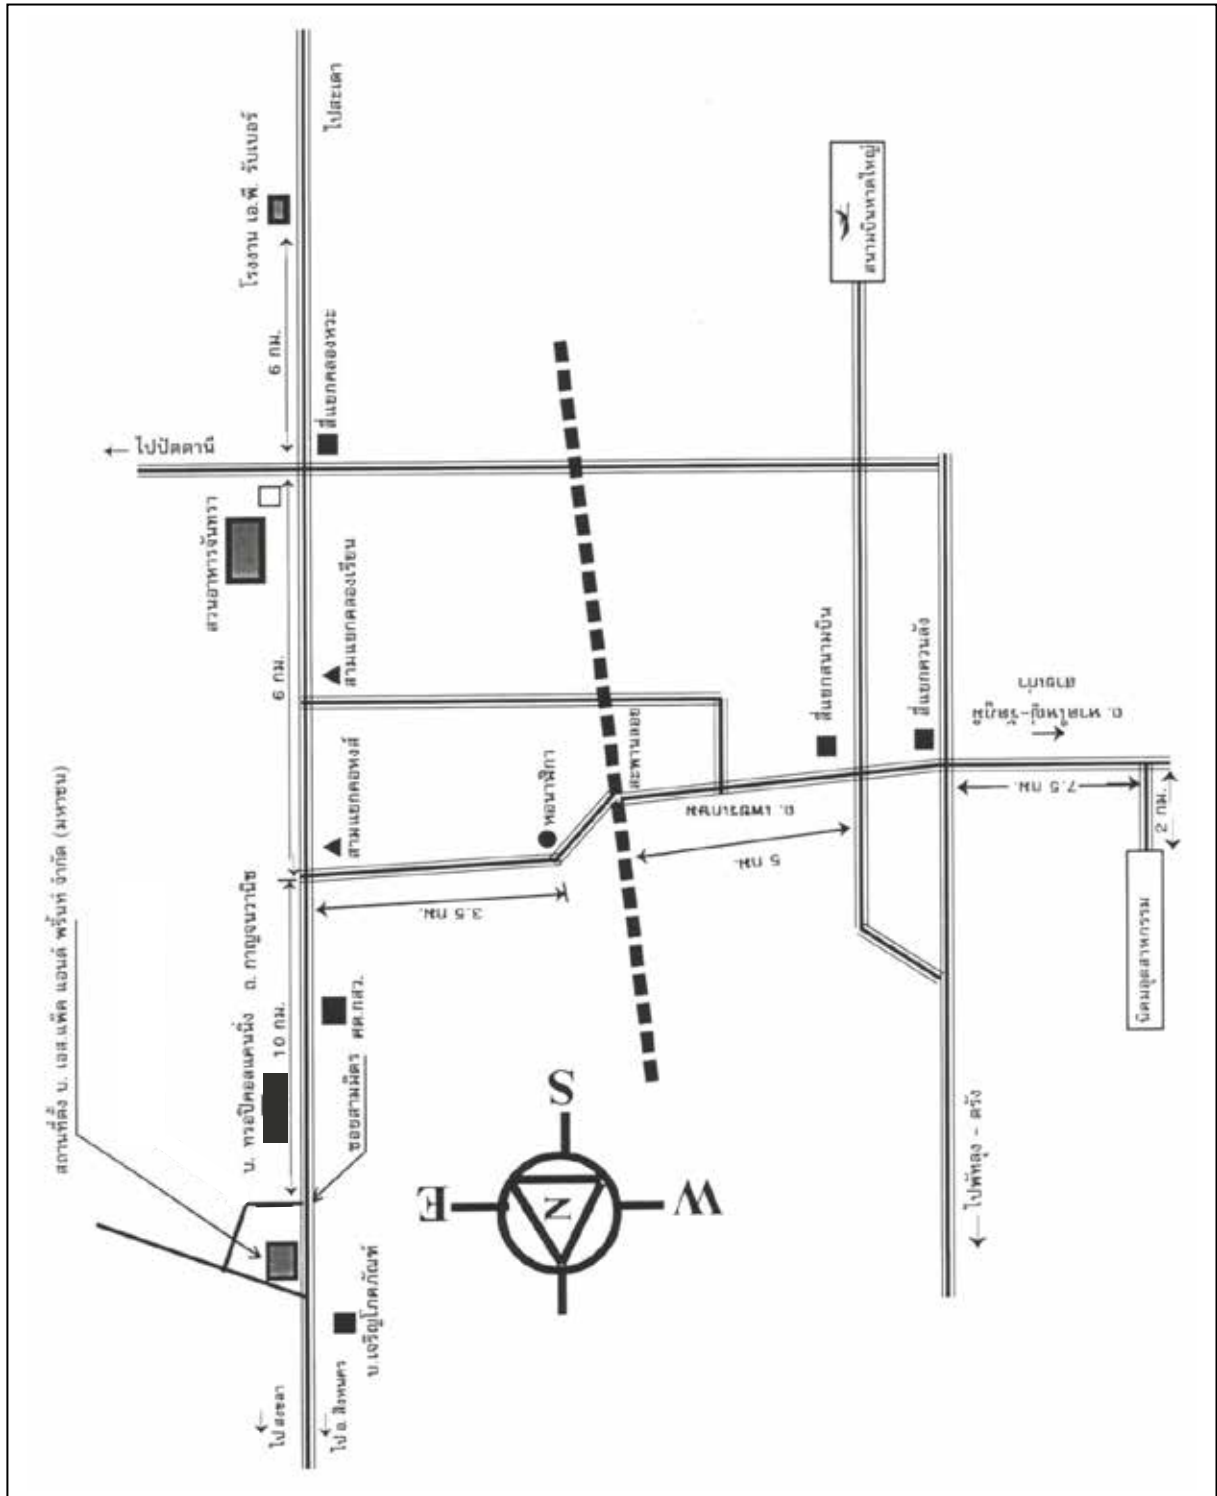 ไปสะเดา
โรงงาน เอ.พี. รับเบอร์
6 กม.
สี่แยกคลองหวะ
← ไปปัตตานี
สนามบินหาดใหญ่
สวนอาหารจันทรา
สามแยกคลองเรียน
6 กม.
สี่แยกสนามบิน
สี่แยกควนลัง
ถ. หาดใหญ่-รัตภูมิ
สายเก่า
สะพานลอย
หอนาฬิกา
สามแยกคอหงส์
ถ. เพชรเกษม
5 กม.
7.5 กม.
2 กม.
นิคมอุตสาหกรรม
3.5 กม.
สถานที่ตั้ง บ. เอส.แพ็ค แอนด์ พริ้นท์ จำกัด (มหาชน)
บ. ทรอปิคอลแคนนิ่ง
ถ. กาญจนวานิช
10 กม.
ศต.กสว.
ซอยสามมิตร
S
E
N
W
บ.เจริญโภคภัณฑ์
ไปสงขลา
ไป อ. สิงหนคร
← ไปพัทลุง - ตรัง